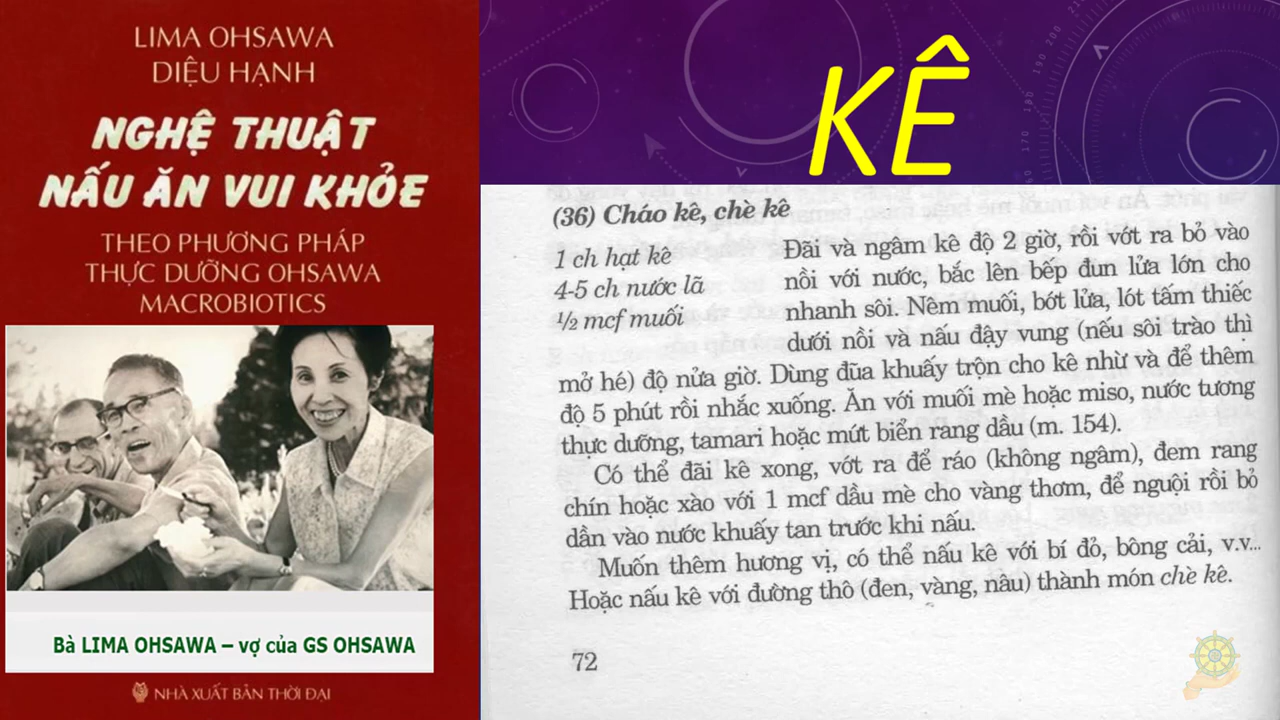 LIMA OHSAWA
DIỆU HẠNH
NGHỆ THUẬT
NẤU ĂN VUI KHỎE
THEO PHƯƠNG PHÁP
THỰC DƯỠNG OHSAWA
MACROBIOTICS
Bà LIMA OHSAWA – vợ của GS OHSAWA
NHÀ XUẤT BẢN THỜI ĐẠI
KÊ
(36) Cháo kê, chè kê
1 ch hạt kê
4-5 ch nước lã
½ mcf muối
Đãi và ngâm kê độ 2 giờ, rồi vớt ra bỏ vào
nồi với nước, bắc lên bếp đun lửa lớn cho
nhanh sôi. Nêm muối, bớt lửa, lót tấm thiếc
dưới nồi và nấu đậy vung (nếu sôi trào thì
mở hé) độ nửa giờ. Dùng đũa khuấy trộn cho kê nhừ và để thêm
độ 5 phút rồi nhắc xuống. Ăn với muối mè hoặc miso, nước tương
thực dưỡng, tamari hoặc mứt biển rang dầu (m. 154).
Có thể đãi kê xong, vớt ra để ráo (không ngâm), đem rang
chín hoặc xào với 1 mcf dầu mè cho vàng thơm, để nguội rồi bỏ
dần vào nước khuấy tan trước khi nấu.
Muốn thêm hương vị, có thể nấu kê với bí đỏ, bông cải, v.v...
Hoặc nấu kê với đường thô (đen, vàng, nâu) thành món chè kê.
72